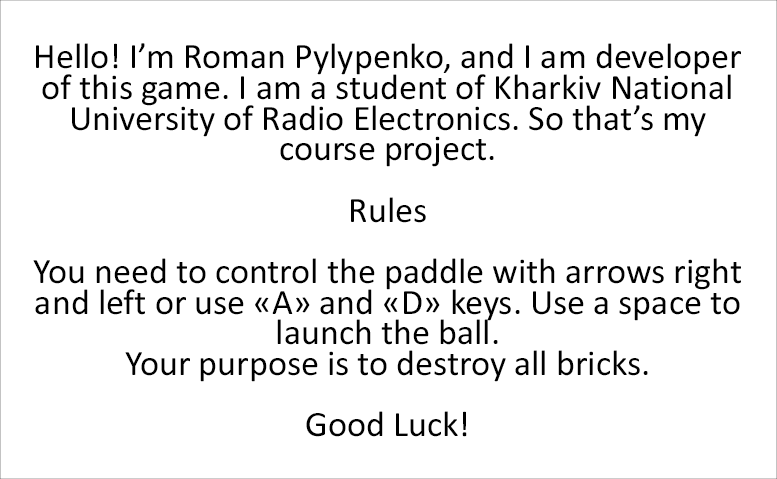 Hello! I’m Roman Pylypenko, and I am developer
of this game. I am a student of Kharkiv National
University of Radio Electronics. So that’s my
course project.
Rules
You need to control the paddle with arrows right
and left or use «A» and «D» keys. Use a space to
launch the ball.
Your purpose is to destroy all bricks.
Good Luck!